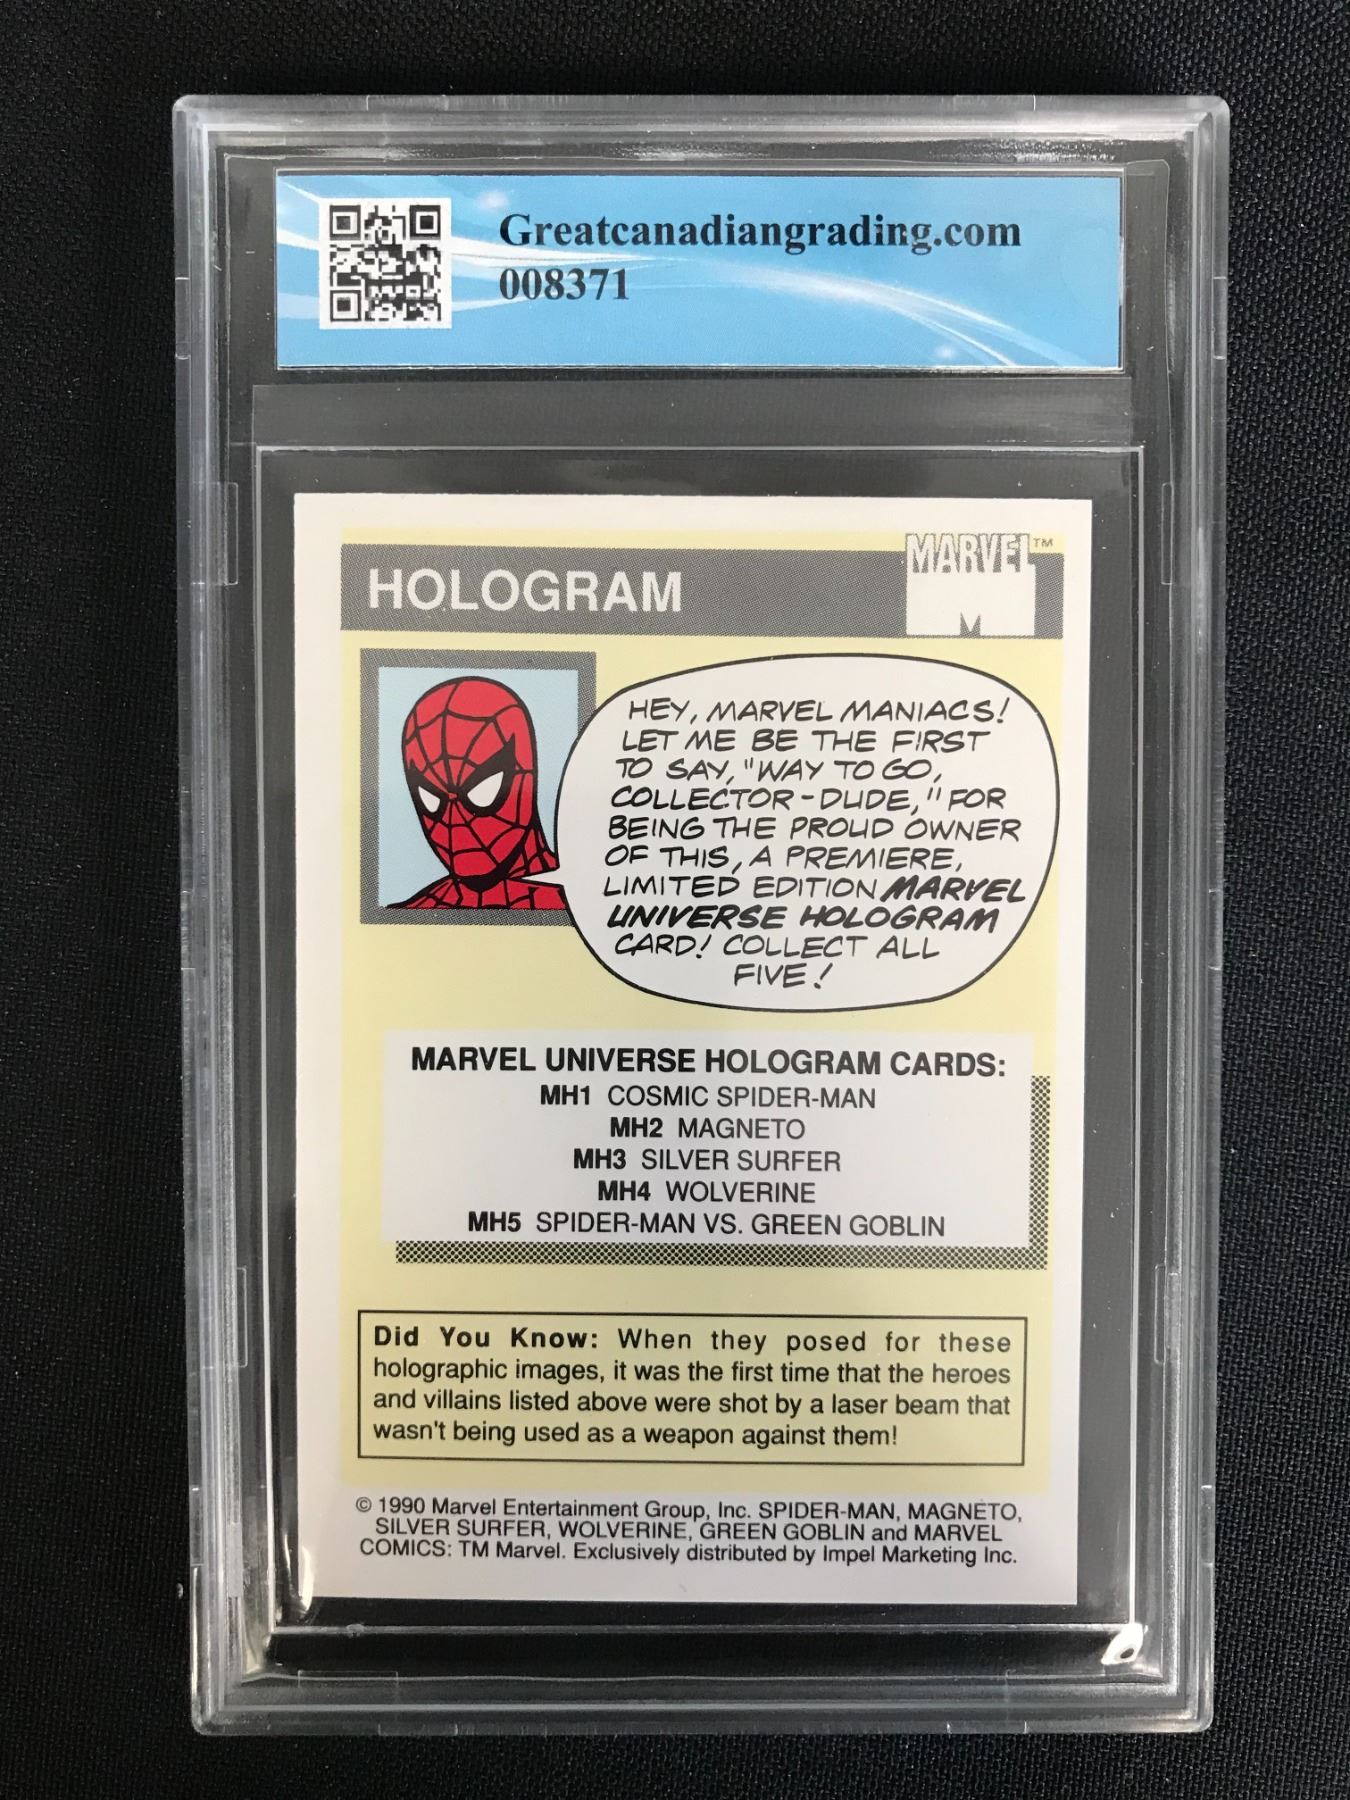 Greatcanadiangrading.com
008371
MARVEL™
HOLOGRAM
M
HEY, MARVEL MANIACS!
LET ME BE THE FIRST
TO SAY, "WAY TO GO,
COLLECTOR-DUDE," FOR
BEING THE PROUD OWNER
OF THIS, A PREMIERE,
LIMITED EDITION MARVEL
UNIVERSE HOLOGRAM
CARD! COLLECT ALL
FIVE!
MARVEL UNIVERSE HOLOGRAM CARDS:
MH1 COSMIC SPIDER-MAN
MH2 MAGNETO
MH3 SILVER SURFER
MH4 WOLVERINE
MH5 SPIDER-MAN VS. GREEN GOBLIN
Did You Know: When they posed for these
holographic images, it was the first time that the heroes
and villains listed above were shot by a laser beam that
wasn't being used as a weapon against them!
© 1990 Marvel Entertainment Group, Inc. SPIDER-MAN, MAGNETO,
SILVER SURFER, WOLVERINE, GREEN GOBLIN and MARVEL
COMICS: TM Marvel. Exclusively distributed by Impel Marketing Inc.